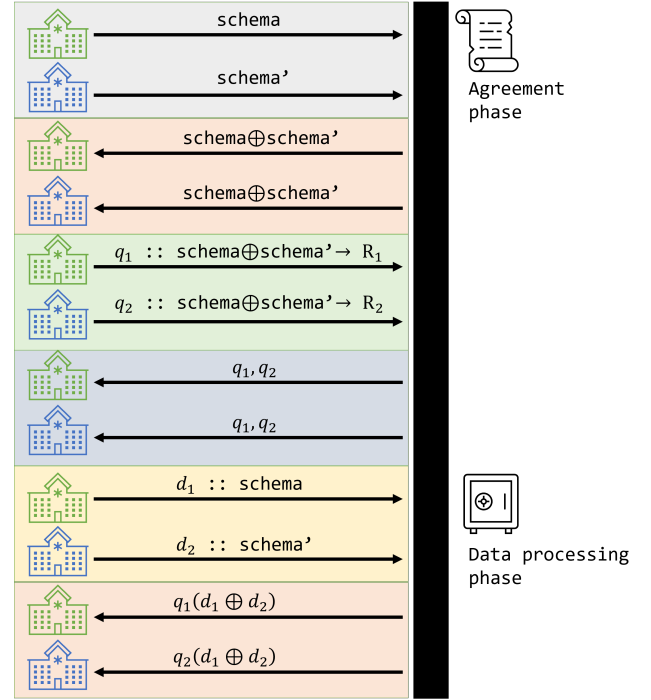 schema
Agreement
phase
schema’
schema⨁schema’
schema⨁schema’
q₁ :: schema⨁schema’→ R₁
q₂ :: schema⨁schema’→ R₂
q₁,q₂
q₁,q₂
d₁ :: schema
d₂ :: schema’
Data processing
phase
q₁(d₁ ⨁ d₂)
q₂(d₁ ⨁ d₂)